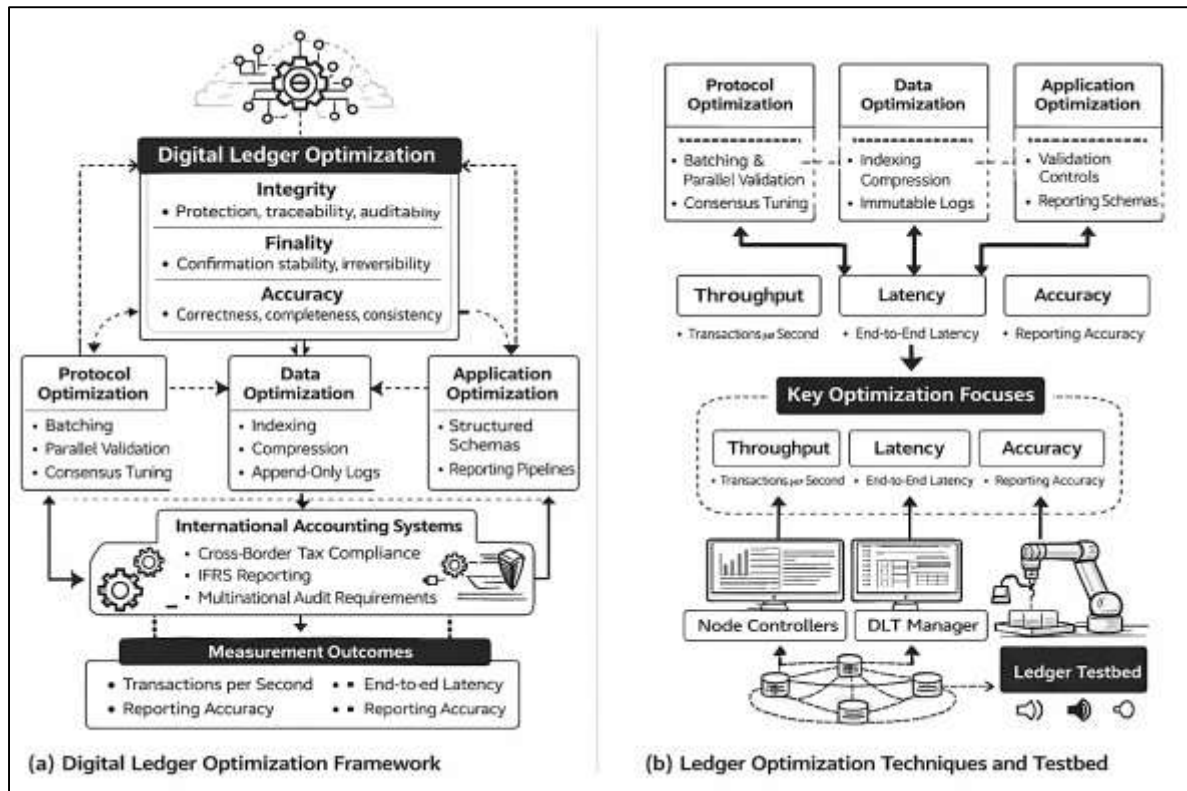 Digital Ledger Optimization
Integrity
• Protection, traceability, auditability
Finality
• Confirmation stability, irreversibility
Accuracy
• Correctness, completeness, consistency
Protocol
Optimization
• Batching
• Parallel Validation
• Consensus Tuning
Data
Optimization
• Indexing
• Compression
• Append-Only Logs
Application
Optimization
• Structured
Schemas
• Reporting Pipelines
International Accounting Systems
• Cross-Border Tax Compliance
• IFRS Reporting
• Multinational Audit Requirements
Measurement Outcomes
• Transactions per Second
• Reporting Accuracy
• End-to-ed Latency
• Reporting Accuracy
(a) Digital Ledger Optimization Framework
Protocol
Optimization
• Batching &
Parallel Validation
• Consensus Tuning
Data
Optimization
• Indexing
Compression
• Immutable Logs
Application
Optimization
• Validation
Controls
• Reporting Schemas
Throughput
• Transactions per Second
Latency
• End-to-End Latency
Accuracy
• Reporting Accuracy
Key Optimization Focuses
Throughput
• Transactions per Second
Latency
• End-to-End Latency
Accuracy
• Reporting Accuracy
Node Controllers
DLT Manager
Ledger Testbed
(b) Ledger Optimization Techniques and Testbed